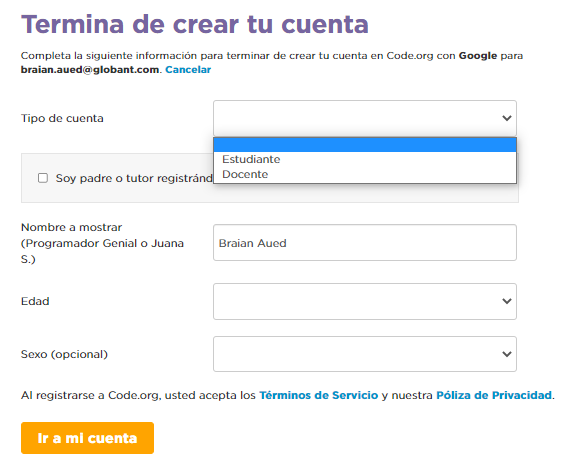 Termina de crear tu cuenta
Completa la siguiente información para terminar de crear tu cuenta en Code.org con Google para
braian.aued@globant.com. Cancelar
Tipo de cuenta
Estudiante
Docente
Soy padre o tutor registránd
Nombre a mostrar
(Programador Genial o Juana
S.)
Braian Aued
Edad
Sexo (opcional)
Al registrarse a Code.org, usted acepta los Términos de Servicio y nuestra Póliza de Privacidad.
Ir a mi cuenta